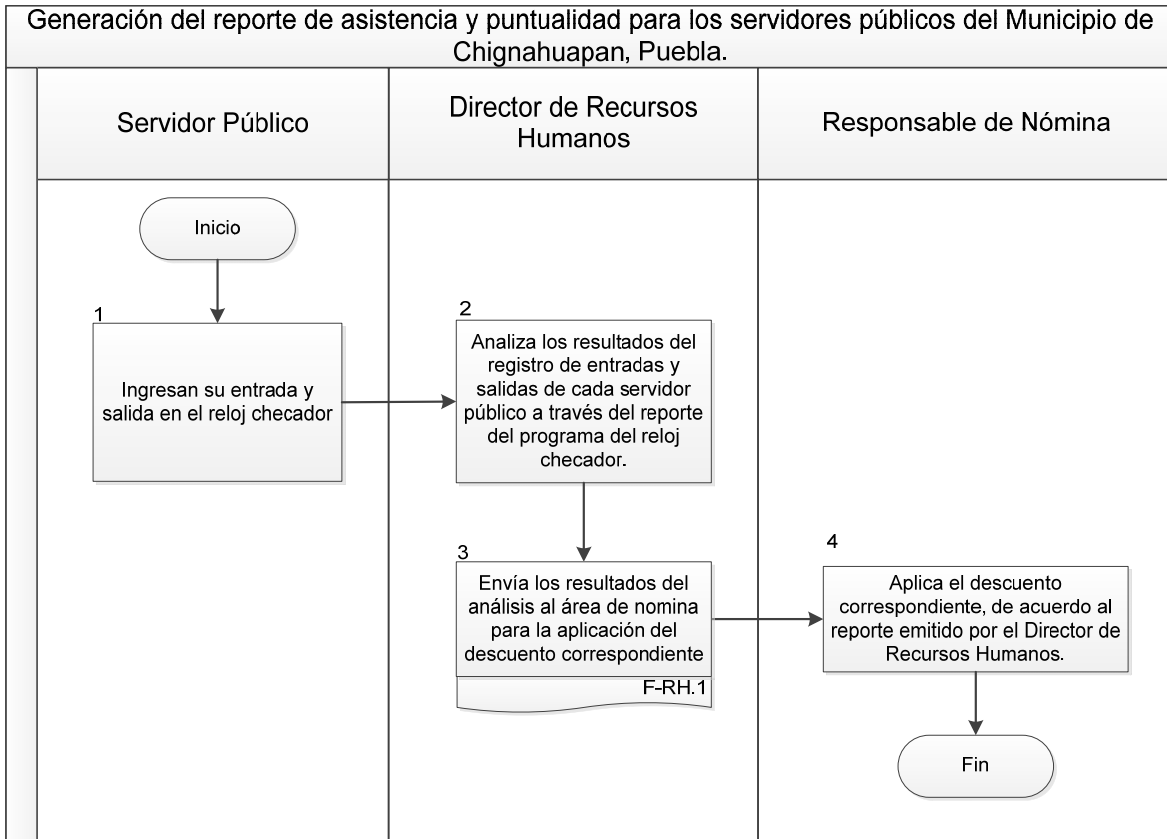 Generación del reporte de asistencia y puntualidad para los servidores públicos del Municipio de
Chignahuapan, Puebla.
Servidor Público
Director de Recursos
Humanos
Responsable de Nómina
Inicio
1
Ingresan su entrada y
salida en el reloj checador
2
Analiza los resultados del
registro de entradas y
salidas de cada servidor
público a través del reporte
del programa del reloj
checador.
3
Envía los resultados del
análisis al área de nomina
para la aplicación del
descuento correspondiente
F-RH.1
4
Aplica el descuento
correspondiente, de acuerdo al
reporte emitido por el Director de
Recursos Humanos.
Fin